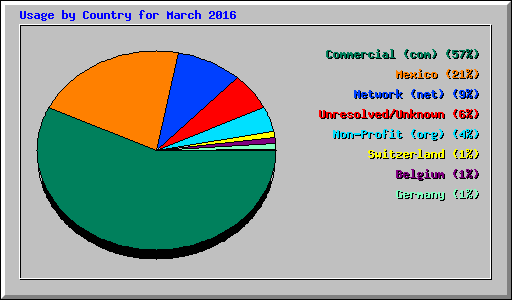 Usage by Country for March 2016
Commercial (com) (57%)
Mexico (21%)
Network (net) (9%)
Unresolved/Unknown (6%)
Non-Profit (org) (4%)
Switzerland (1%)
Belgium (1%)
Germany (1%)